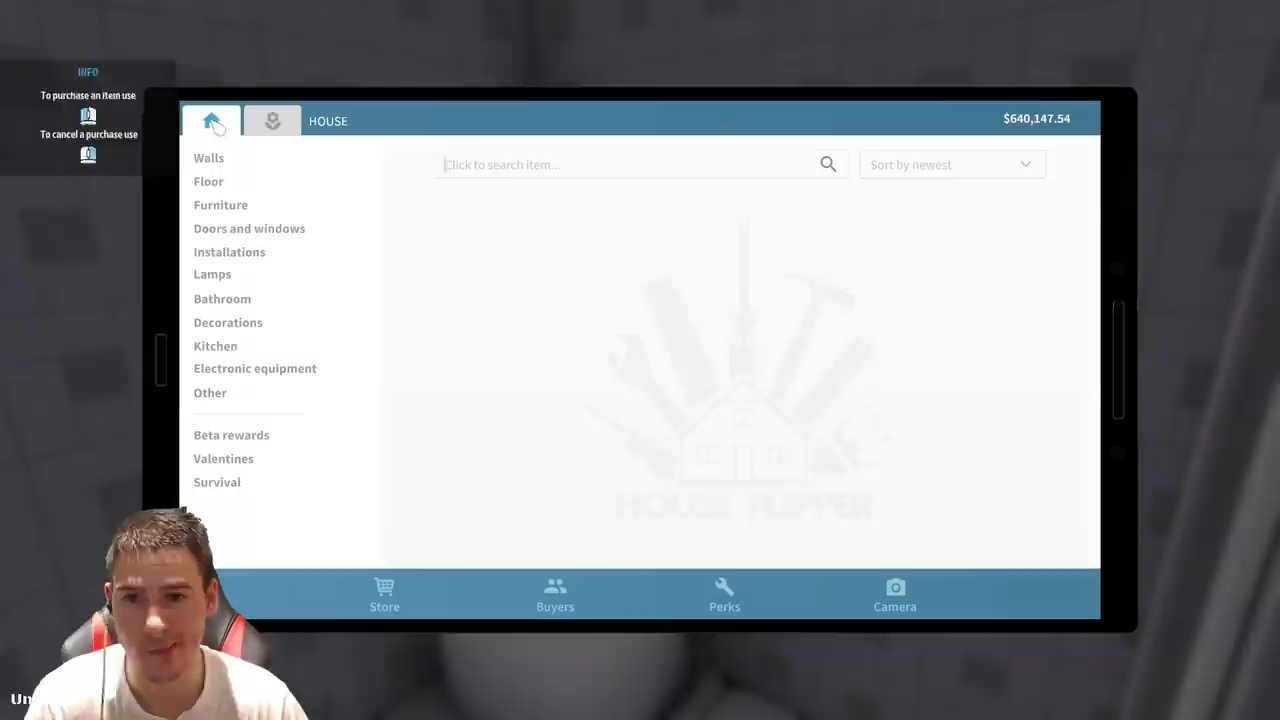 INFO
To purchase an item use
To cancel a purchase use
HOUSE
$640,147.54
Click to search item...
Sort by newest
Walls
Floor
Furniture
Doors and windows
Installations
Lamps
Bathroom
Decorations
Kitchen
Electronic equipment
Other
Beta rewards
Valentines
Survival
HOUSE FLIPPER
Store
Buyers
Perks
Camera